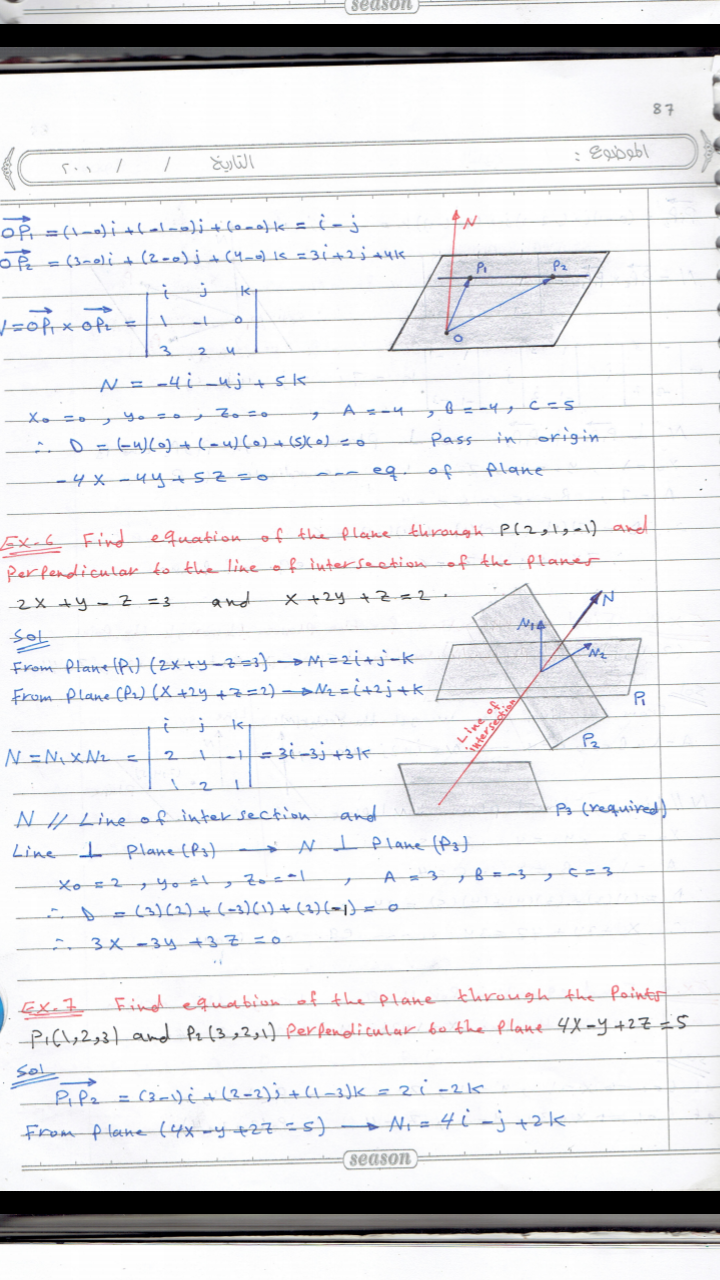 season
87
الموضوع :
التاريخ / / ٢٠٠١
OP₁ = (1-0)i + (-1-0)j + (0-0)k = i - j
OP₂ = (3-0)i + (2-0)j + (4-0)k = 3i + 2j + 4k
N
P₁
P₂
O
i j k
= OP₁ × OP₂ = 1 -1 0
3 2 4
N = -4i - 4j + 5k
X₀ = 0 , y₀ = 0 , Z₀ = 0 , A = -4 , B = -4 , C = 5
∴ D = (-4)(0) + (-4)(0) + (5)(0) = 0 Pass in origin
-4X - 4Y + 5Z = 0 --- eq. of Plane
Ex.6 Find equation of the plane through P(2,1,-1) and
Perpendicular to the line of intersection of the planes
2X + y - Z = 3 and X + 2y + Z = 2 .
Sol
From Plane(P₁) (2X + y - Z = 3) → N₁ = 2i + j - K
From Plane(P₂) (X + 2y + Z = 2) → N₂ = i + 2j + K
N
N₁
N₂
P₁
P₂
Line of
intersection
i j k
N = N₁ × N₂ = 2 1 -1 = 3i - 3j + 3k
1 2 1
P₃ (required)
N // Line of intersection and
Line ⊥ Plane(P₃) → N ⊥ Plane(P₃)
X₀ = 2 , y₀ = 1 , Z₀ = -1 , A = 3 , B = -3 , C = 3
∴ D = (3)(2) + (-3)(1) + (3)(-1) = 0
∴ 3X - 3Y + 3Z = 0
Ex.7 Find equation of the plane through the Points
P₁(1,2,3) and P₂(3,2,1) Perpendicular to the Plane 4X - y + 2Z = 5
Sol
P₁P₂ = (3-1)i + (2-2)j + (1-3)k = 2i - 2k
From Plane (4X - y + 2Z = 5) → N₁ = 4i - j + 2K
season